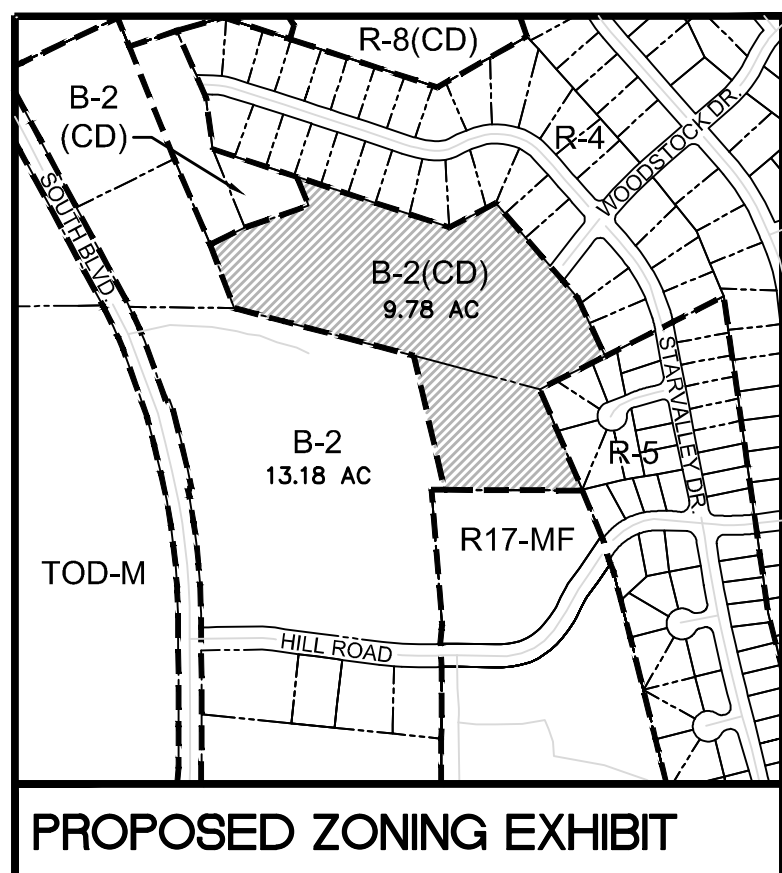 R-8(CD)
B-2
(CD)
R-4
WOODSTOCK DR.
SOUTH BLVD
B-2(CD)
9.78 AC
STARVALLEY DR.
B-2
13.18 AC
R-5
R17-MF
TOD-M
HILL ROAD
PROPOSED ZONING EXHIBIT